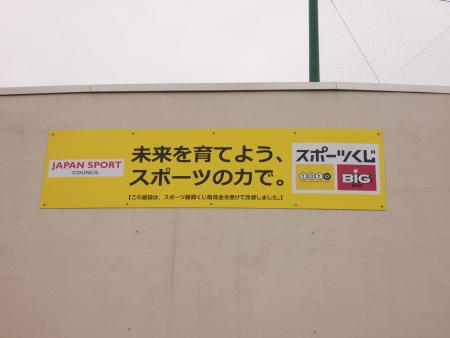 JAPAN SPORT
COUNCIL
未来を育てよう、
スポーツの力で。
【この施設は、スポーツ振興くじ助成金を受けて改修しました。】
スポーツくじ
toto
BIG